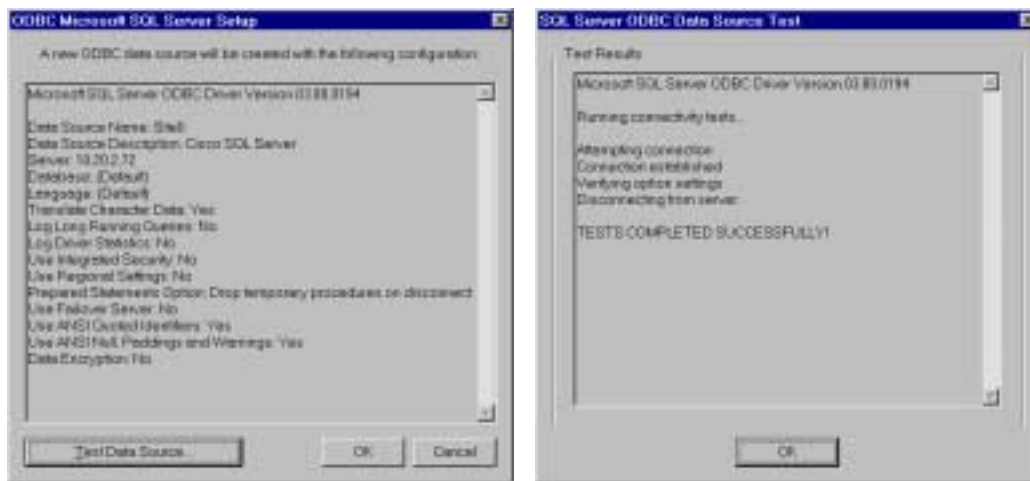 ODBC Microsoft SQL Server Setup
A new ODBC data source will be created with the following configuration:
Microsoft SQL Server ODBC Driver Version 03.80.0194
Data Source Name: Shell
Data Source Description: Cisco SQL Server
Server: 10.20.2.72
Database: (Default)
Language: (Default)
Translate Character Data: Yes
Log Long Running Queries: No
Log Driver Statistics: No
Use Integrated Security: No
Use Regional Settings: No
Prepared Statements Option: Drop temporary procedures on disconnect
Use Failover Server: No
Use ANSI Quoted Identifiers: Yes
Use ANSI Null, Paddings and Warnings: Yes
Data Encryption: No
Test Data Source...
OK
Cancel
SQL Server ODBC Data Source Test
Test Results
Microsoft SQL Server ODBC Driver Version 03.80.0194
Running connectivity tests...
Attempting connection
Connection established
Verifying option settings
Disconnecting from server
TESTS COMPLETED SUCCESSFULLY!
OK